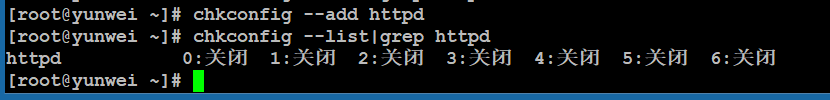 [root@yunwei ~]# chkconfig --add httpd
[root@yunwei ~]# chkconfig --list|grep httpd
httpd          0:关闭  1:关闭  2:关闭  3:关闭  4:关闭  5:关闭  6:关闭
[root@yunwei ~]#